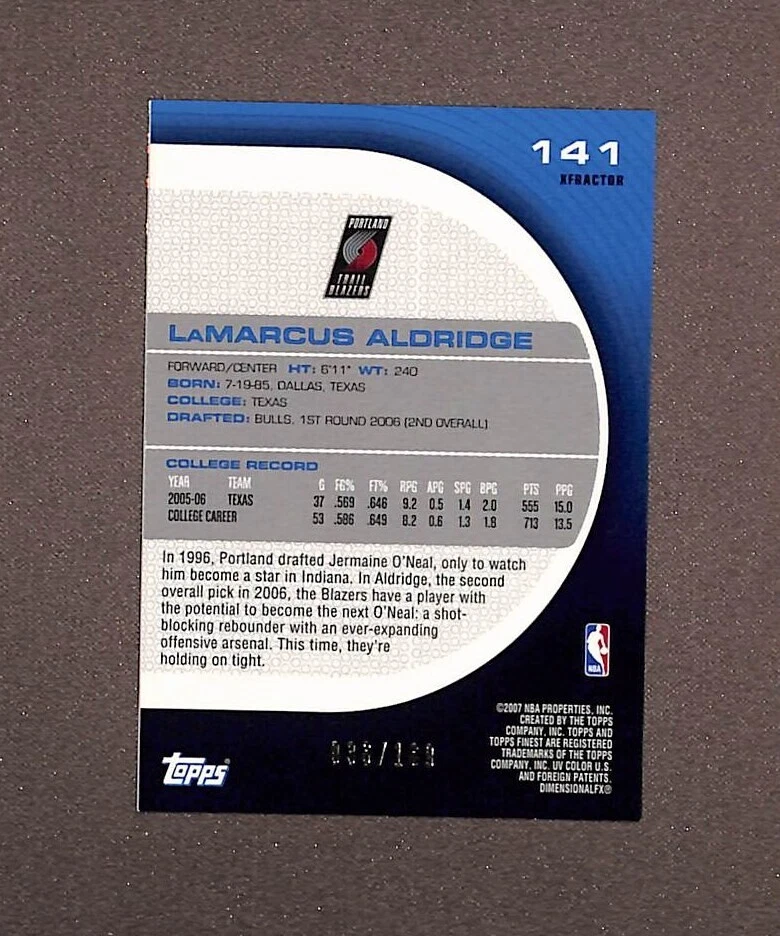 141
XFRACTOR
PORTLAND
TRAIL
BLAZERS
LaMARCUS ALDRIDGE
FORWARD/CENTER HT: 6'11" WT: 240
BORN: 7-19-85, DALLAS, TEXAS
COLLEGE: TEXAS
DRAFTED: BULLS, 1ST ROUND 2006 (2ND OVERALL)
COLLEGE RECORD
YEAR TEAM G FG% FT% RPG APG SPG BPG PTS PPG
2005-06 TEXAS 37 .569 .646 9.2 0.5 1.4 2.0 555 15.0
COLLEGE CAREER 53 .586 .649 8.2 0.6 1.3 1.8 713 13.5
In 1996, Portland drafted Jermaine O'Neal, only to watch
him become a star in Indiana. In Aldridge, the second
overall pick in 2006, the Blazers have a player with
the potential to become the next O'Neal: a shot-
blocking rebounder with an ever-expanding
offensive arsenal. This time, they're
holding on tight.
NBA
©2007 NBA PROPERTIES, INC.
CREATED BY THE TOPPS
COMPANY, INC. TOPPS AND
TOPPS FINEST ARE REGISTERED
TRADEMARKS OF THE TOPPS
COMPANY, INC. UV COLOR U.S.
AND FOREIGN PATENTS.
DIMENSIONALFX®
Topps®